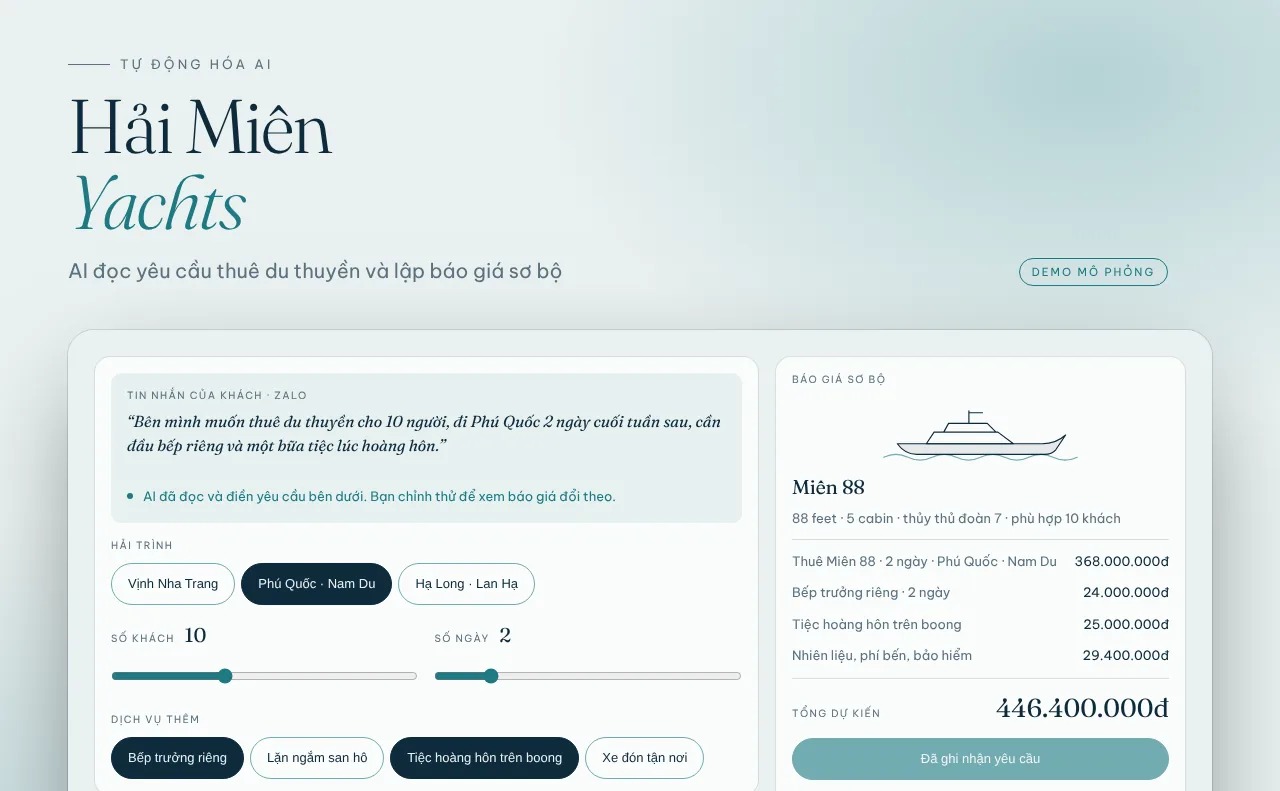 TỰ ĐỘNG HÓA AI
Hải Miên
Yachts
AI đọc yêu cầu thuê du thuyền và lập báo giá sơ bộ
DEMO MÔ PHỎNG
TIN NHẮN CỦA KHÁCH · ZALO
“Bên mình muốn thuê du thuyền cho 10 người, đi Phú Quốc 2 ngày cuối tuần sau, cần
đầu bếp riêng và một bữa tiệc lúc hoàng hôn.”
AI đã đọc và điền yêu cầu bên dưới. Bạn chỉnh thử để xem báo giá đổi theo.
HẢI TRÌNH
Vịnh Nha Trang
Phú Quốc · Nam Du
Hạ Long · Lan Hạ
SỐ KHÁCH 10
SỐ NGÀY 2
DỊCH VỤ THÊM
Bếp trưởng riêng
Lặn ngắm san hô
Tiệc hoàng hôn trên boong
Xe đón tận nơi
BÁO GIÁ SƠ BỘ
Miên 88
88 feet · 5 cabin · thủy thủ đoàn 7 · phù hợp 10 khách
Thuê Miên 88 · 2 ngày · Phú Quốc · Nam Du 368.000.000đ
Bếp trưởng riêng · 2 ngày 24.000.000đ
Tiệc hoàng hôn trên boong 25.000.000đ
Nhiên liệu, phí bến, bảo hiểm 29.400.000đ
TỔNG DỰ KIẾN 446.400.000đ
Đã ghi nhận yêu cầu